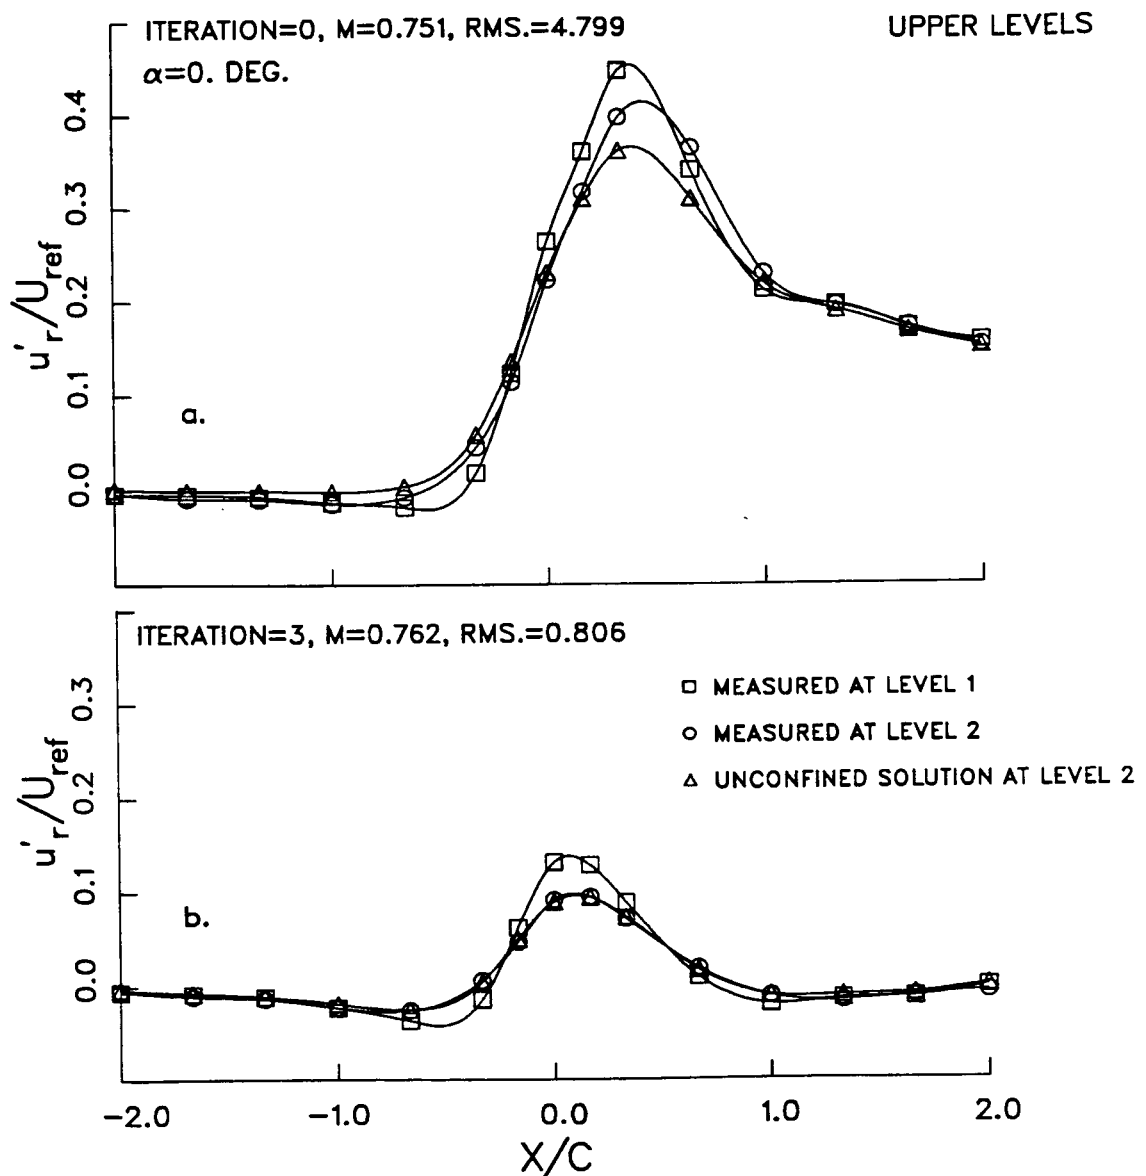 ITERATION=0, M=0.751, RMS.=4.799
UPPER LEVELS
α=0. DEG.
0.4
0.3
0.2
0.1
0.0
u'r/Uref
a.
ITERATION=3, M=0.762, RMS.=0.806
MEASURED AT LEVEL 1
MEASURED AT LEVEL 2
UNCONFINED SOLUTION AT LEVEL 2
0.3
0.2
0.1
0.0
u'r/Uref
b.
-2.0 -1.0 0.0 1.0 2.0
X/C